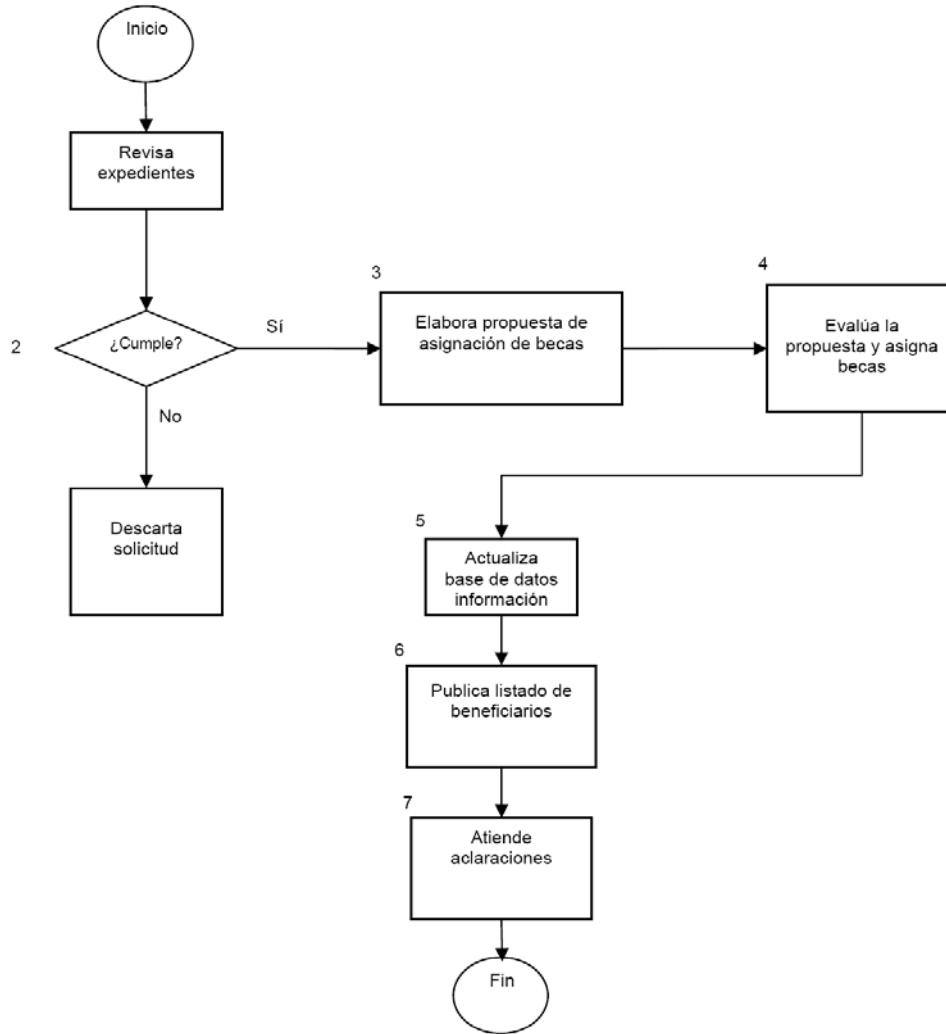 Inicio
Revisa
expedientes
2
¿Cumple?
Sí
No
Descarta
solicitud
3
Elabora propuesta de
asignación de becas
4
Evalúa la
propuesta y asigna
becas
5
Actualiza
base de datos
información
6
Publica listado de
beneficiarios
7
Atiende
aclaraciones
Fin